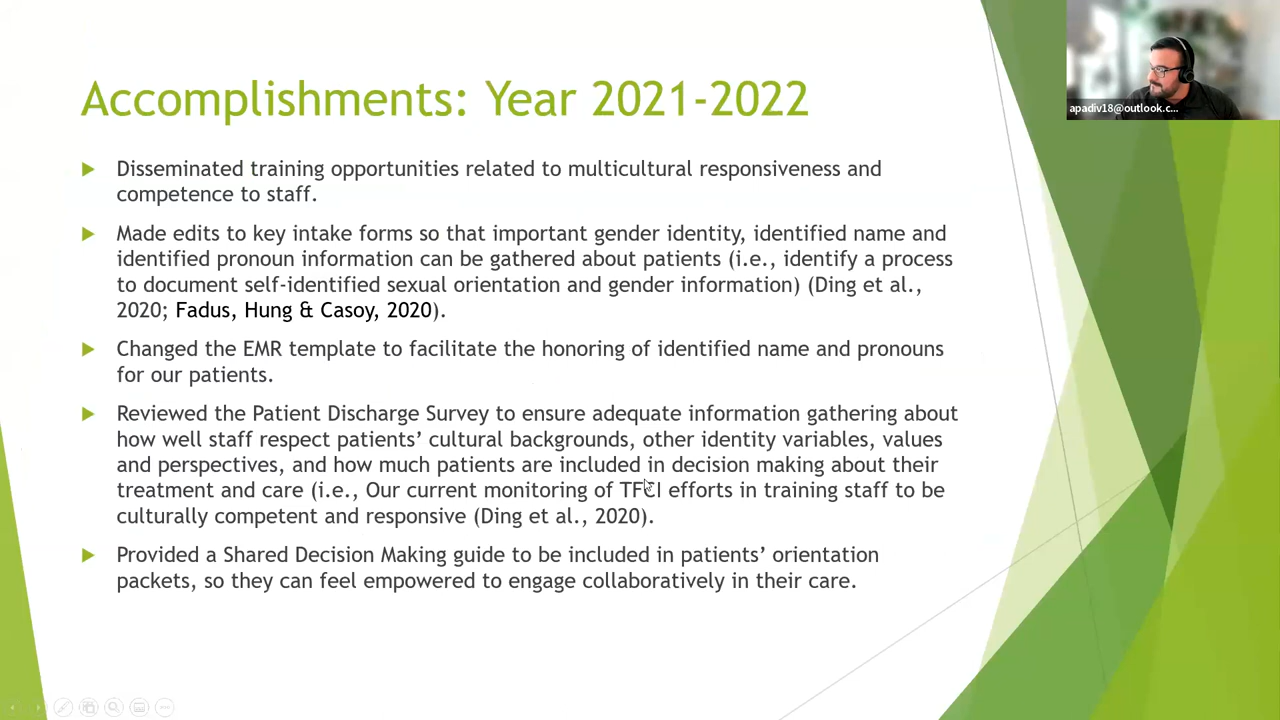 Accomplishments: Year 2021-2022
apadiv18@outlook.c...
Disseminated training opportunities related to multicultural responsiveness and
competence to staff.
Made edits to key intake forms so that important gender identity, identified name and
identified pronoun information can be gathered about patients (i.e., identify a process
to document self-identified sexual orientation and gender information) (Ding et al.,
2020; Fadus, Hung & Casoy, 2020).
Changed the EMR template to facilitate the honoring of identified name and pronouns
for our patients.
Reviewed the Patient Discharge Survey to ensure adequate information gathering about
how well staff respect patients’ cultural backgrounds, other identity variables, values
and perspectives, and how much patients are included in decision making about their
treatment and care (i.e., Our current monitoring of TFCI efforts in training staff to be
culturally competent and responsive (Ding et al., 2020).
Provided a Shared Decision Making guide to be included in patients’ orientation
packets, so they can feel empowered to engage collaboratively in their care.